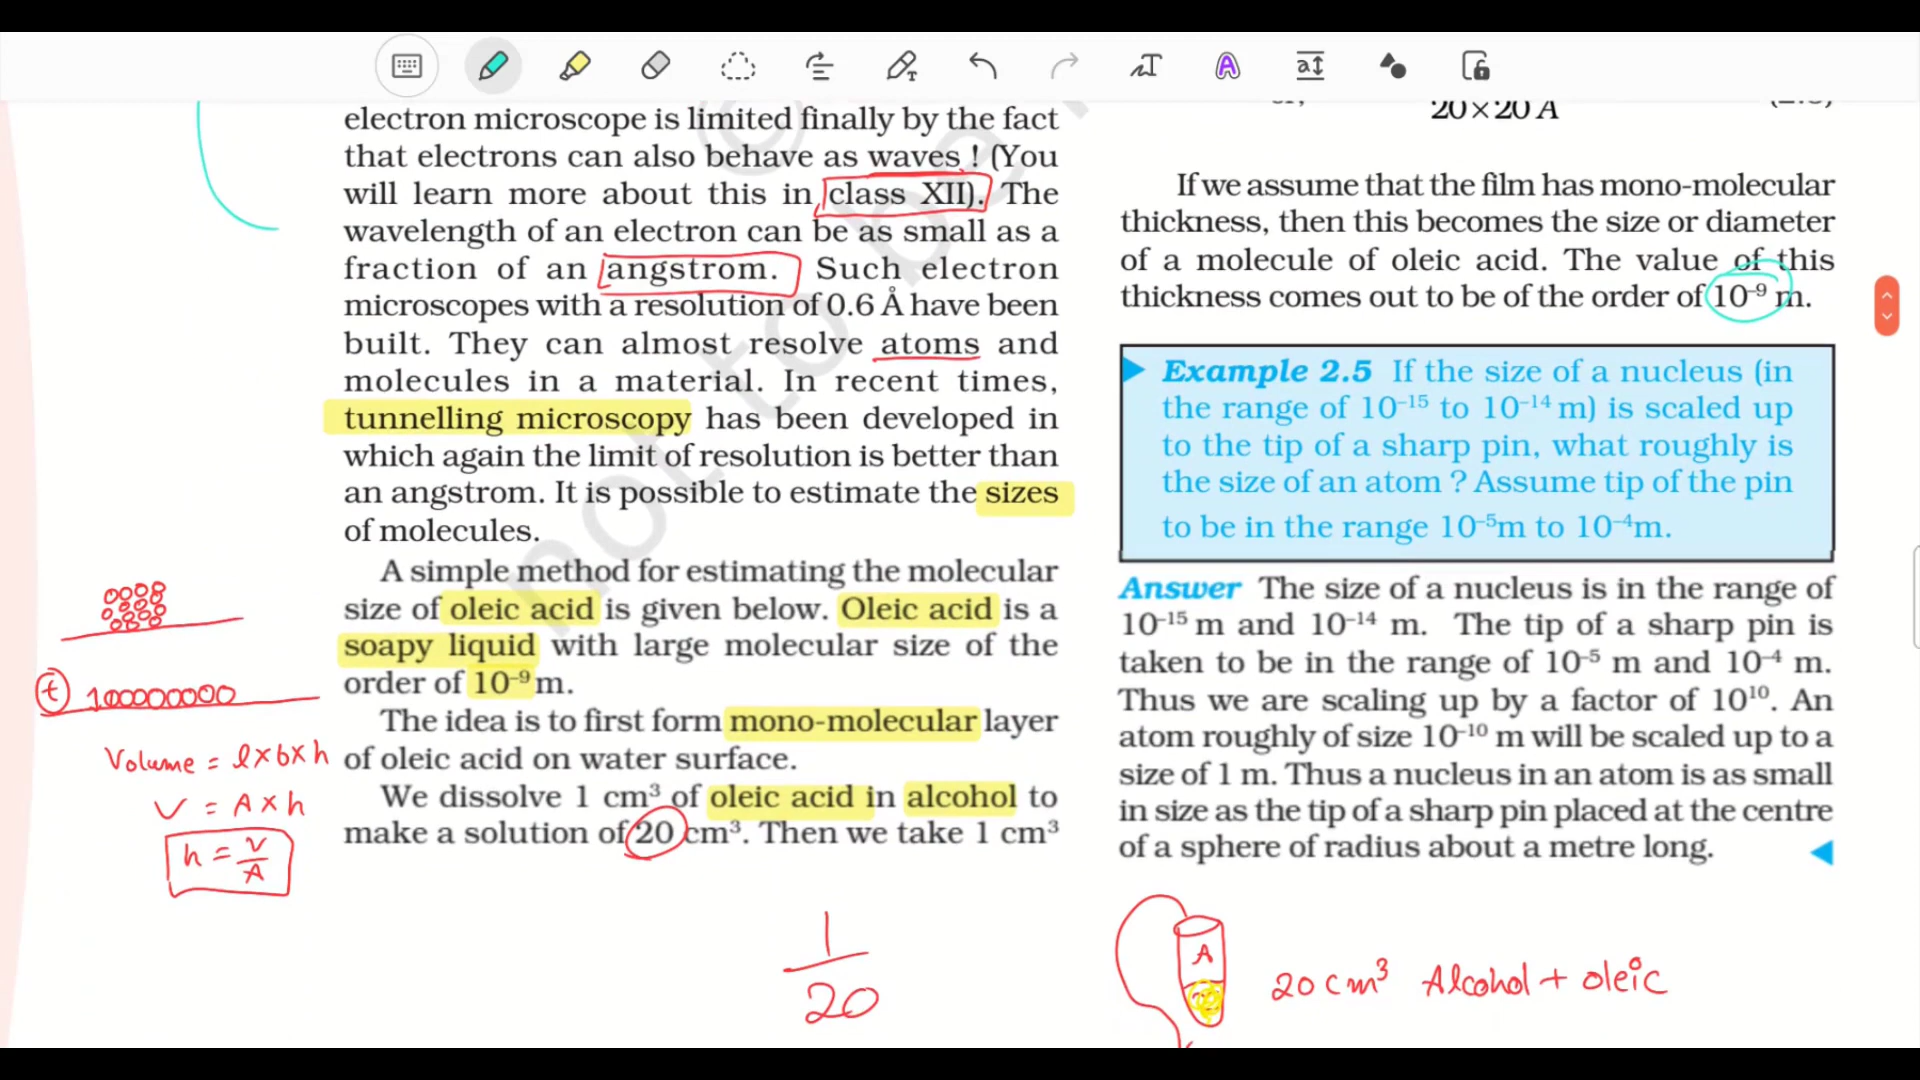 electron microscope is limited finally by the fact
that electrons can also behave as waves ! (You
will learn more about this in class XII). The
wavelength of an electron can be as small as a
fraction of an angstrom. Such electron
microscopes with a resolution of 0.6 Å have been
built. They can almost resolve atoms and
molecules in a material. In recent times,
tunnelling microscopy has been developed in
which again the limit of resolution is better than
an angstrom. It is possible to estimate the sizes
of molecules.
A simple method for estimating the molecular
size of oleic acid is given below. Oleic acid is a
soapy liquid with large molecular size of the
order of 10⁻⁹ m.
The idea is to first form mono-molecular layer
of oleic acid on water surface.
We dissolve 1 cm³ of oleic acid in alcohol to
make a solution of 20 cm³. Then we take 1 cm³
t
Volume = l×b×h
V = A×h
h = V/A
1/20
20×20 A
If we assume that the film has mono-molecular
thickness, then this becomes the size or diameter
of a molecule of oleic acid. The value of this
thickness comes out to be of the order of 10⁻⁹ m.
Example 2.5 If the size of a nucleus (in
the range of 10⁻¹⁵ to 10⁻¹⁴ m) is scaled up
to the tip of a sharp pin, what roughly is
the size of an atom ? Assume tip of the pin
to be in the range 10⁻⁵m to 10⁻⁴m.
Answer The size of a nucleus is in the range of
10⁻¹⁵ m and 10⁻¹⁴ m. The tip of a sharp pin is
taken to be in the range of 10⁻⁵ m and 10⁻⁴ m.
Thus we are scaling up by a factor of 10¹⁰. An
atom roughly of size 10⁻¹⁰ m will be scaled up to a
size of 1 m. Thus a nucleus in an atom is as small
in size as the tip of a sharp pin placed at the centre
of a sphere of radius about a metre long.
A
20 cm³ Alcohol + oleic
© not to be